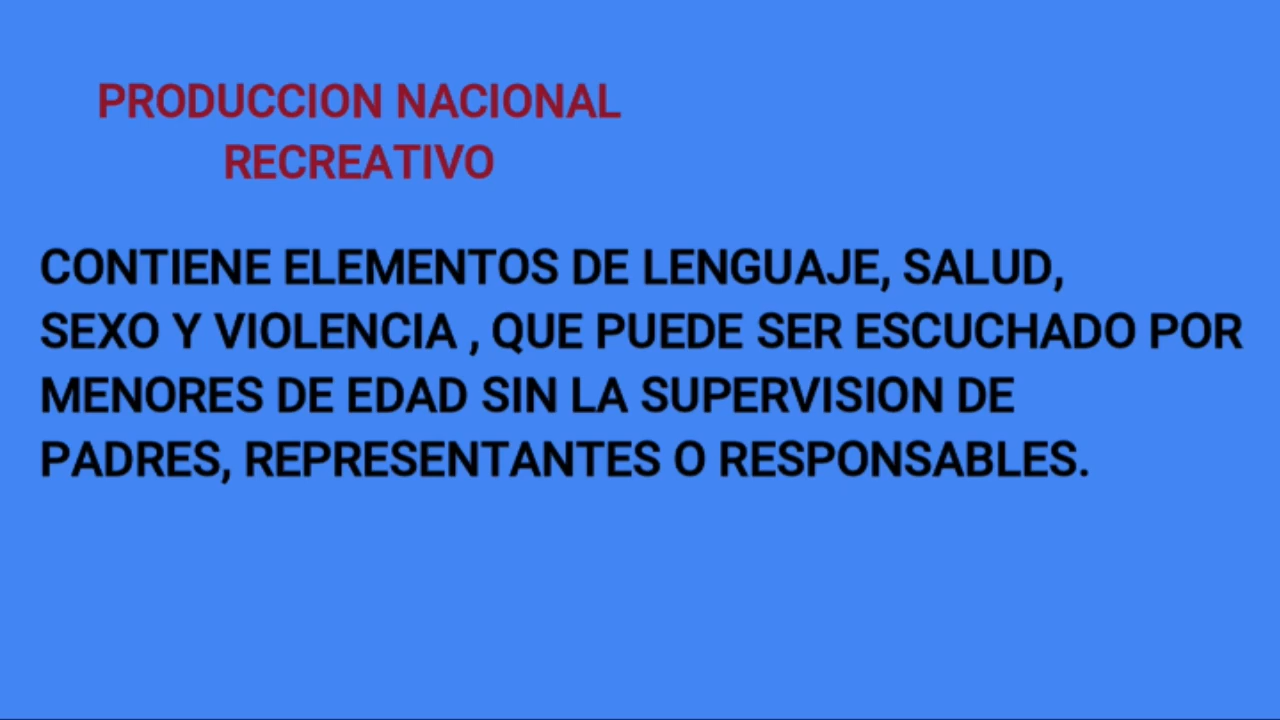 PRODUCCION NACIONAL
RECREATIVO
CONTIENE ELEMENTOS DE LENGUAJE, SALUD,
SEXO Y VIOLENCIA , QUE PUEDE SER ESCUCHADO POR
MENORES DE EDAD SIN LA SUPERVISION DE
PADRES, REPRESENTANTES O RESPONSABLES.